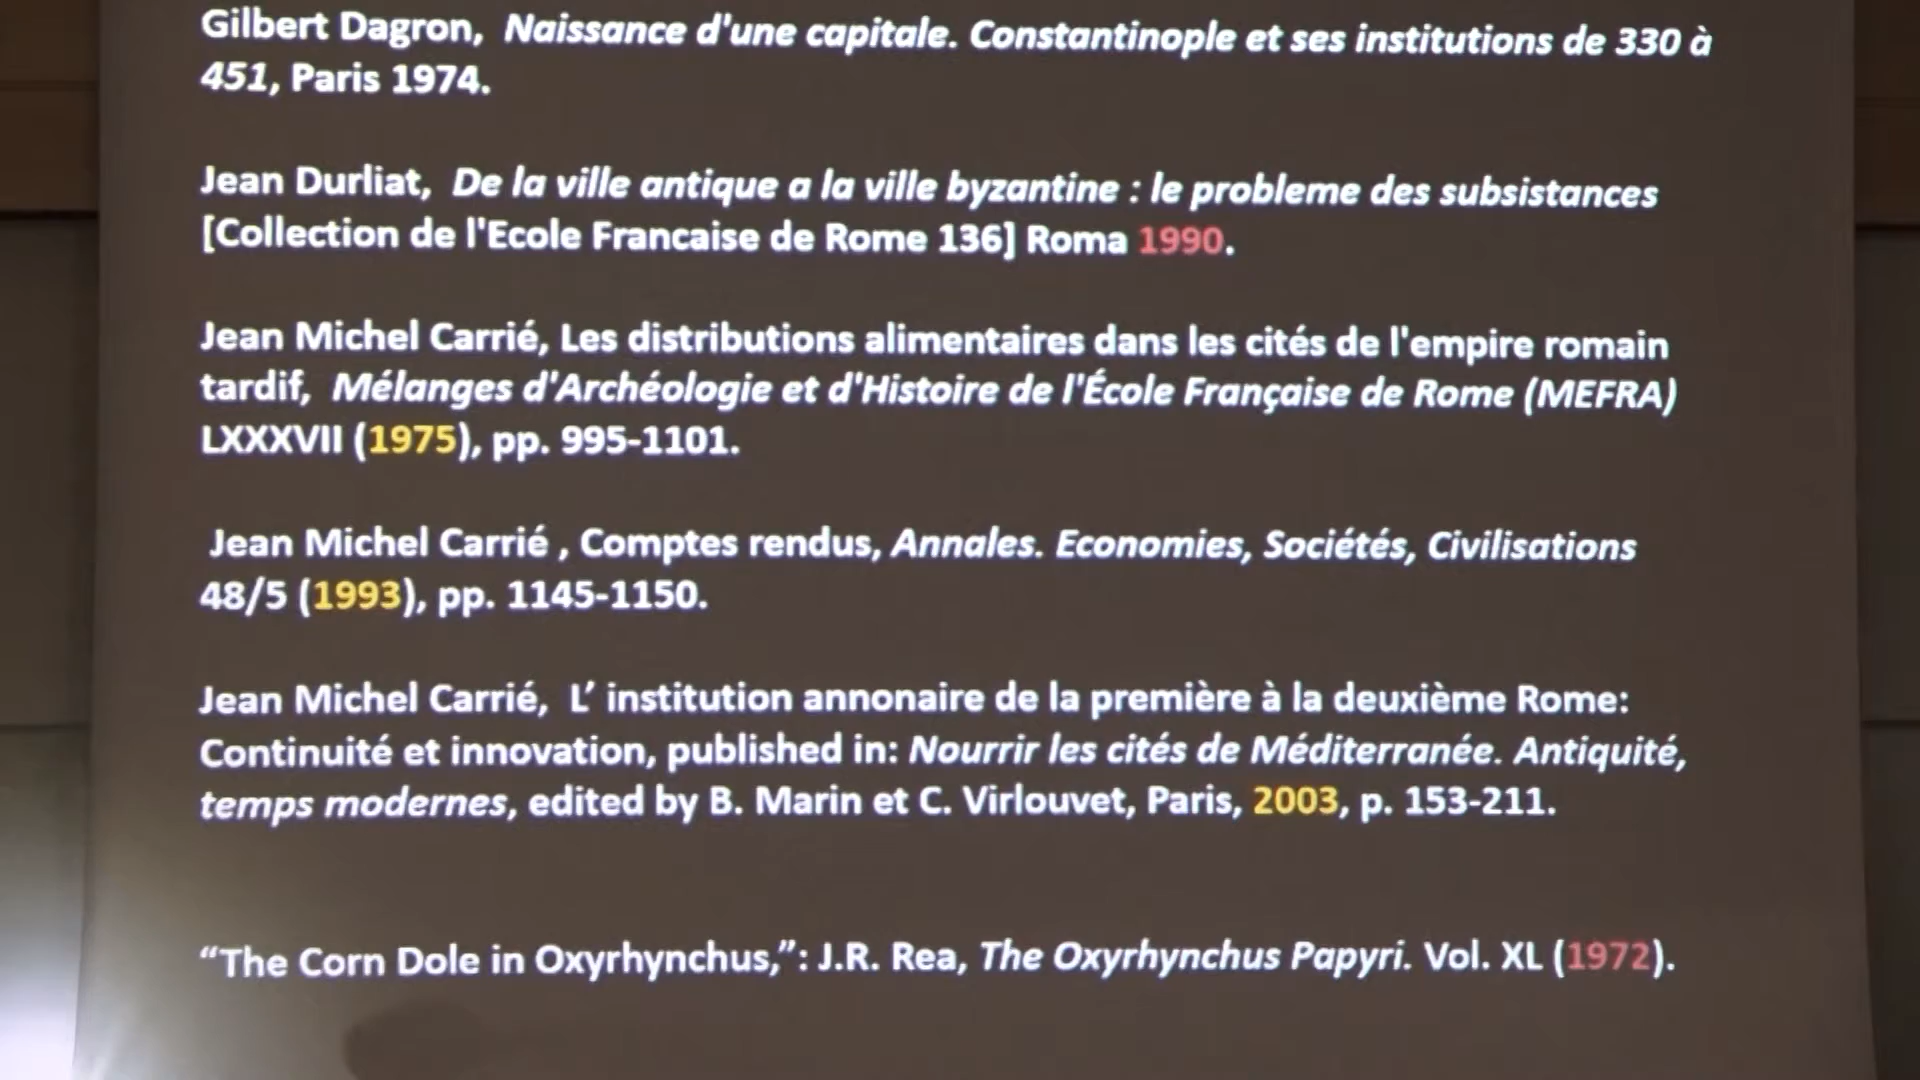 Gilbert Dagron, Naissance d'une capitale. Constantinople et ses institutions de 330 à
451, Paris 1974.
Jean Durliat, De la ville antique a la ville byzantine : le probleme des subsistances
[Collection de l'Ecole Francaise de Rome 136] Roma 1990.
Jean Michel Carrié, Les distributions alimentaires dans les cités de l'empire romain
tardif, Mélanges d'Archéologie et d'Histoire de l'École Française de Rome (MEFRA)
LXXXVII (1975), pp. 995-1101.
Jean Michel Carrié , Comptes rendus, Annales. Economies, Sociétés, Civilisations
48/5 (1993), pp. 1145-1150.
Jean Michel Carrié, L’ institution annonaire de la première à la deuxième Rome:
Continuité et innovation, published in: Nourrir les cités de Méditerranée. Antiquité,
temps modernes, edited by B. Marin et C. Virlouvet, Paris, 2003, p. 153-211.
“The Corn Dole in Oxyrhynchus,”: J.R. Rea, The Oxyrhynchus Papyri. Vol. XL (1972).